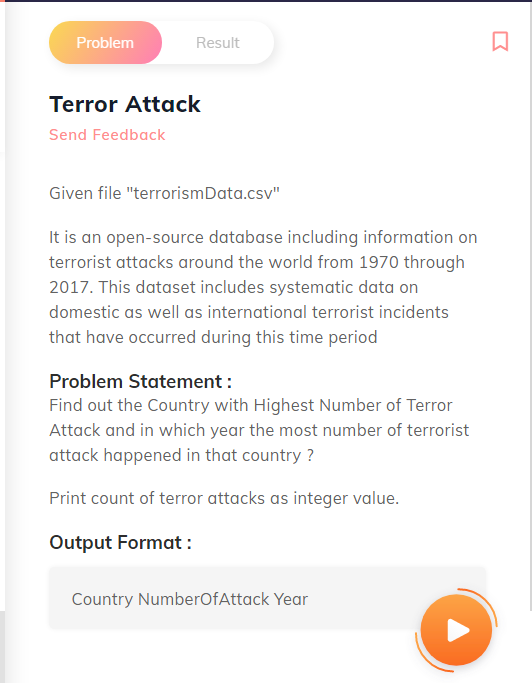 Problem
Result
Terror Attack
Send Feedback
Given file "terrorismData.csv"
It is an open-source database including information on
terrorist attacks around the world from 1970 through
2017. This dataset includes systematic data on
domestic as well as international terrorist incidents
that have occurred during this time period
Problem Statement :
Find out the Country with Highest Number of Terror
Attack and in which year the most number of terrorist
attack happened in that country ?
Print count of terror attacks as integer value.
Output Format :
Country NumberOfAttack Year